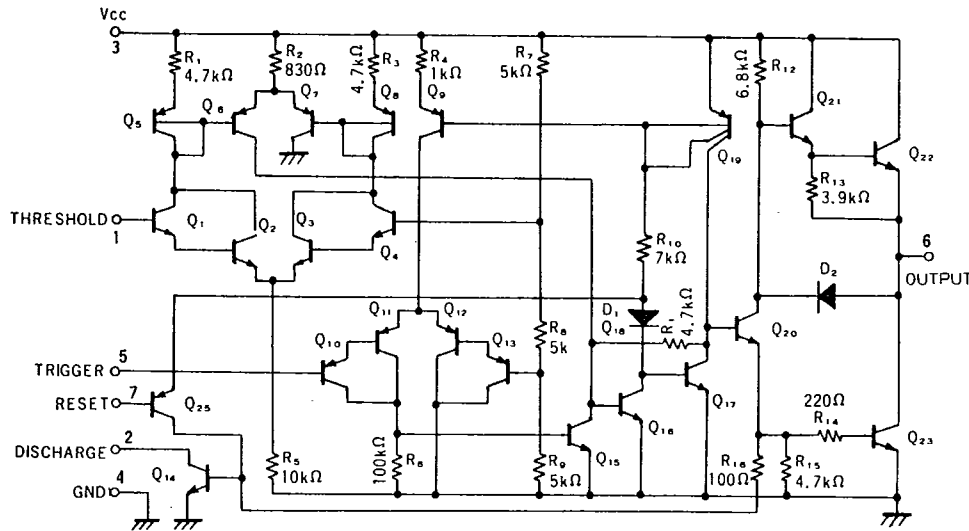 Vcc
3
R1
4.7kΩ
R2
830Ω
4.7kΩ
R3
R4
1kΩ
R7
5kΩ
6.8kΩ
R12
Q5
Q6
Q7
Q8
Q9
Q19
Q21
Q22
R13
3.9kΩ
THRESHOLD
1
Q1
Q2
Q3
Q4
R10
7kΩ
6
OUTPUT
D2
Q11
Q12
Q10
Q13
R8
5k
D1
Q18
R1
4.7kΩ
Q20
TRIGGER
5
RESET
7
Q25
Q17
Q16
220Ω
R14
DISCHARGE
2
Q14
R5
10kΩ
100kΩ
R6
R9
5kΩ
Q15
R16
100Ω
R15
4.7kΩ
Q23
GND
4